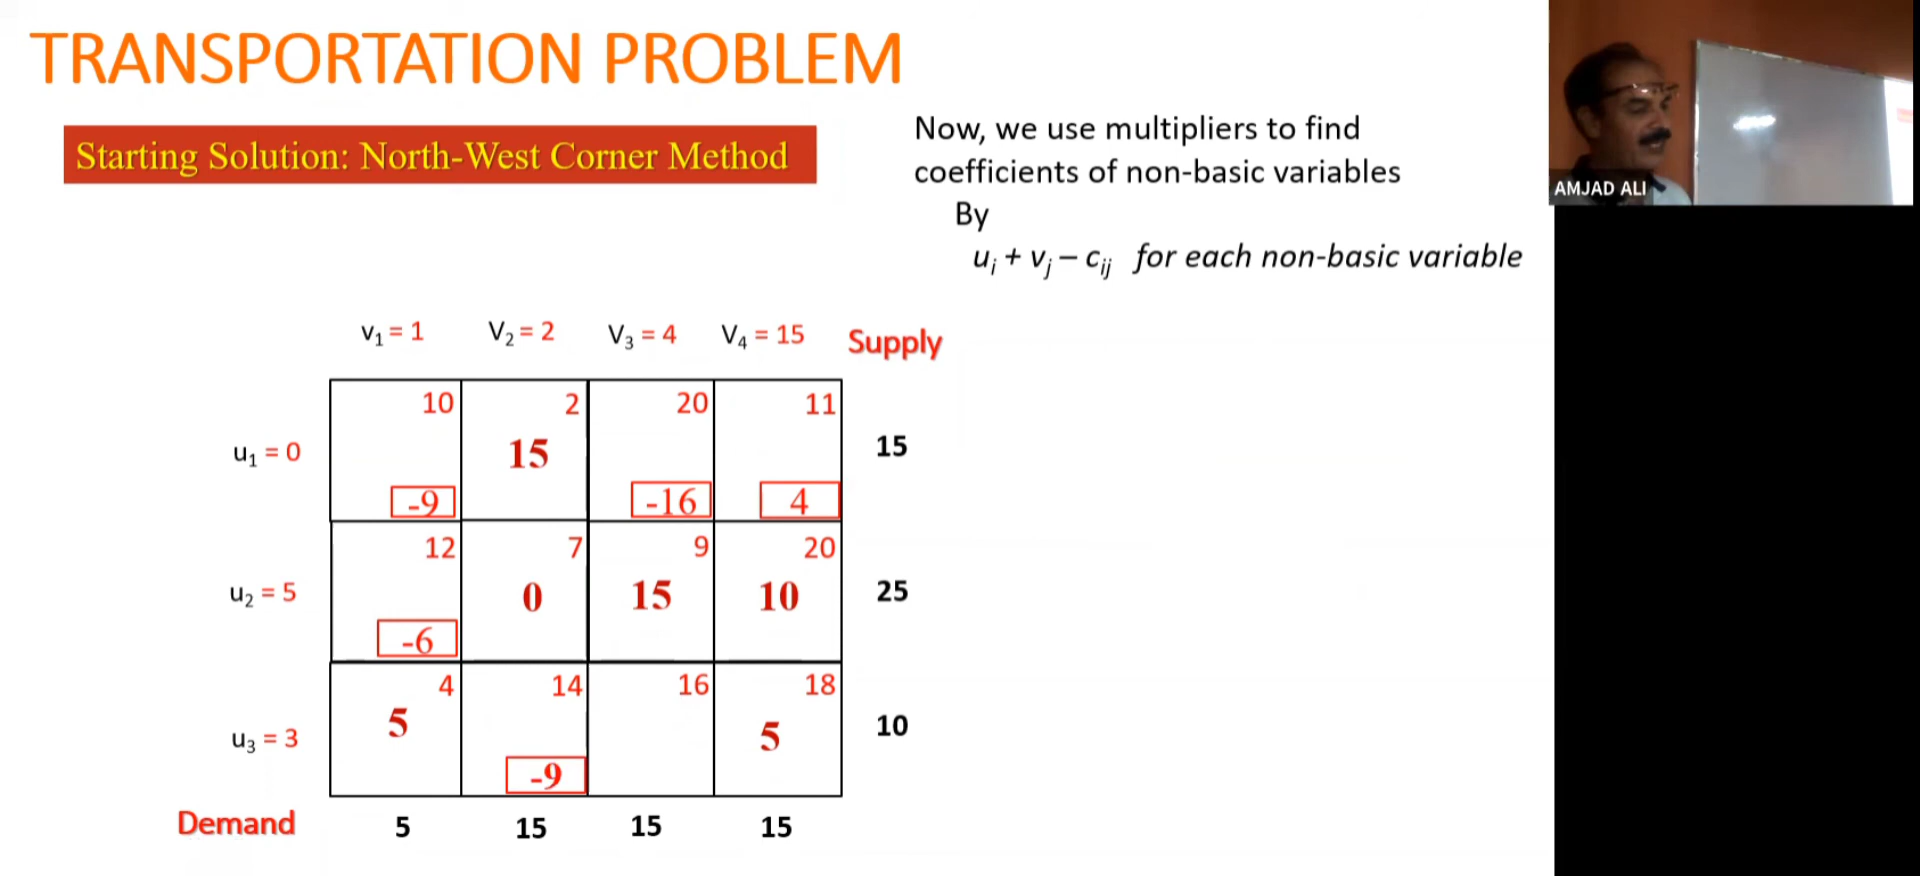 TRANSPORTATION PROBLEM
Starting Solution: North-West Corner Method
Now, we use multipliers to find
coefficients of non-basic variables
By
uᵢ + vⱼ – cᵢⱼ for each non-basic variable
AMJAD ALI
v₁ = 1 V₂ = 2 V₃ = 4 V₄ = 15 Supply
10 2 20 11
u₁ = 0 15 15
-9 -16 4
12 7 9 20
u₂ = 5 0 15 10 25
-6
4 14 16 18
u₃ = 3 5 5 10
-9
Demand 5 15 15 15